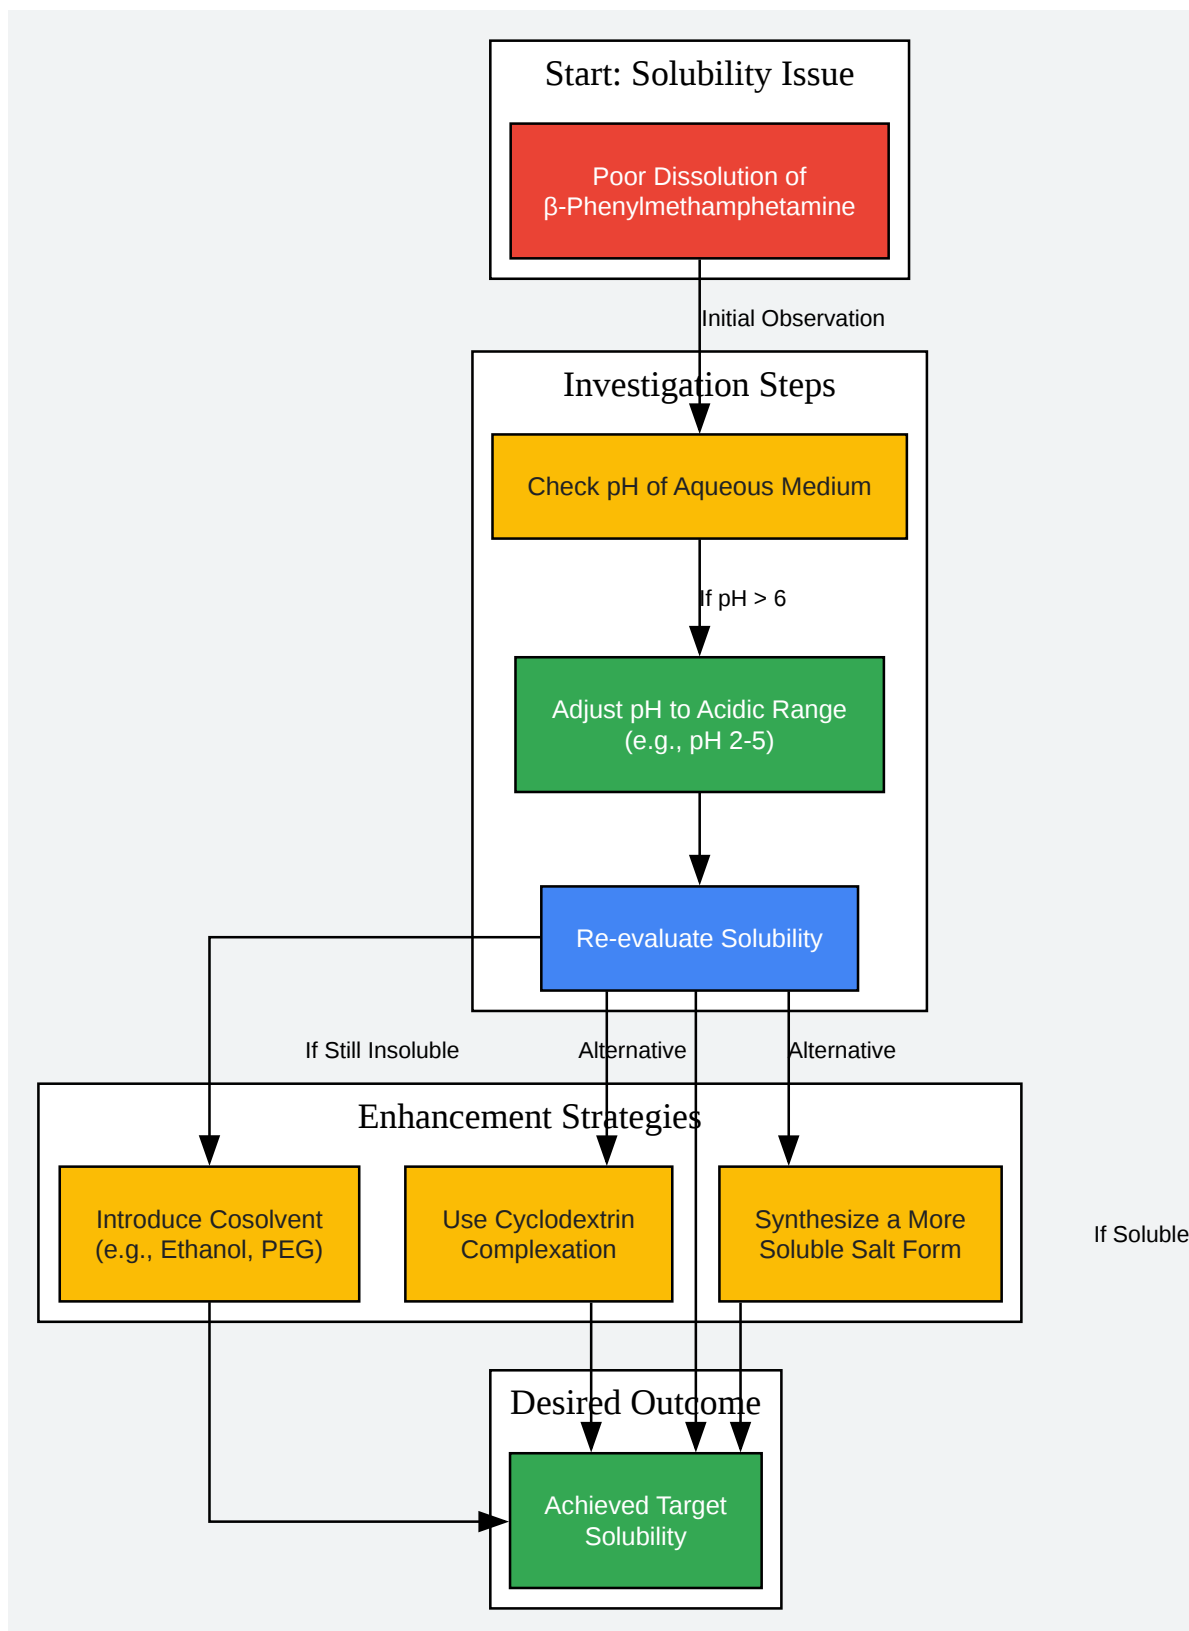 Start: Solubility Issue
Poor Dissolution of
β-Phenylmethamphetamine
Initial Observation
Investigation Steps
Check pH of Aqueous Medium
If pH > 6
Adjust pH to Acidic Range
(e.g., pH 2-5)
Re-evaluate Solubility
If Still Insoluble
Alternative
Alternative
Enhancement Strategies
Introduce Cosolvent
(e.g., Ethanol, PEG)
Use Cyclodextrin
Complexation
Synthesize a More
Soluble Salt Form
If Soluble
Desired Outcome
Achieved Target
Solubility